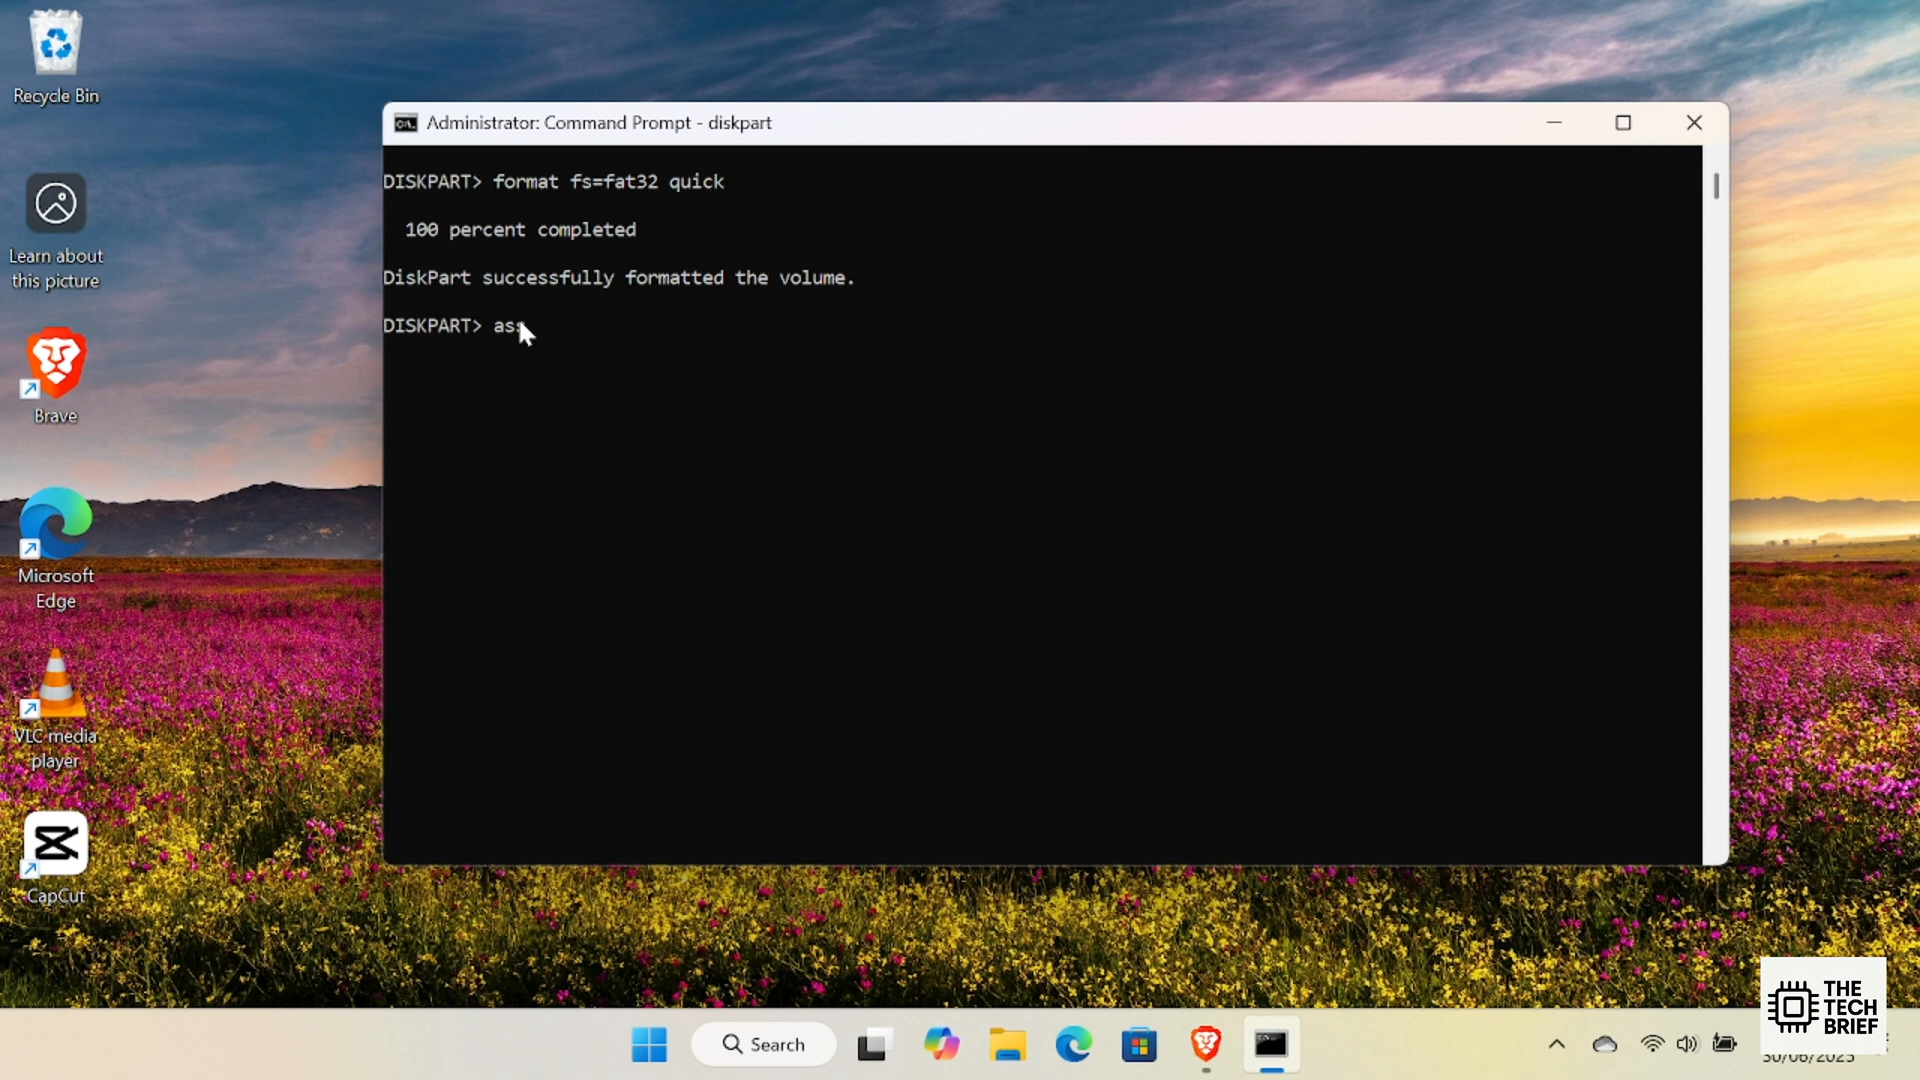 Recycle Bin
Learn about
this picture
Brave
Microsoft
Edge
VLC media
player
CapCut
Administrator: Command Prompt - diskpart
DISKPART> format fs=fat32 quick
100 percent completed
DiskPart successfully formatted the volume.
DISKPART> ass
Search
THE
TECH
BRIEF